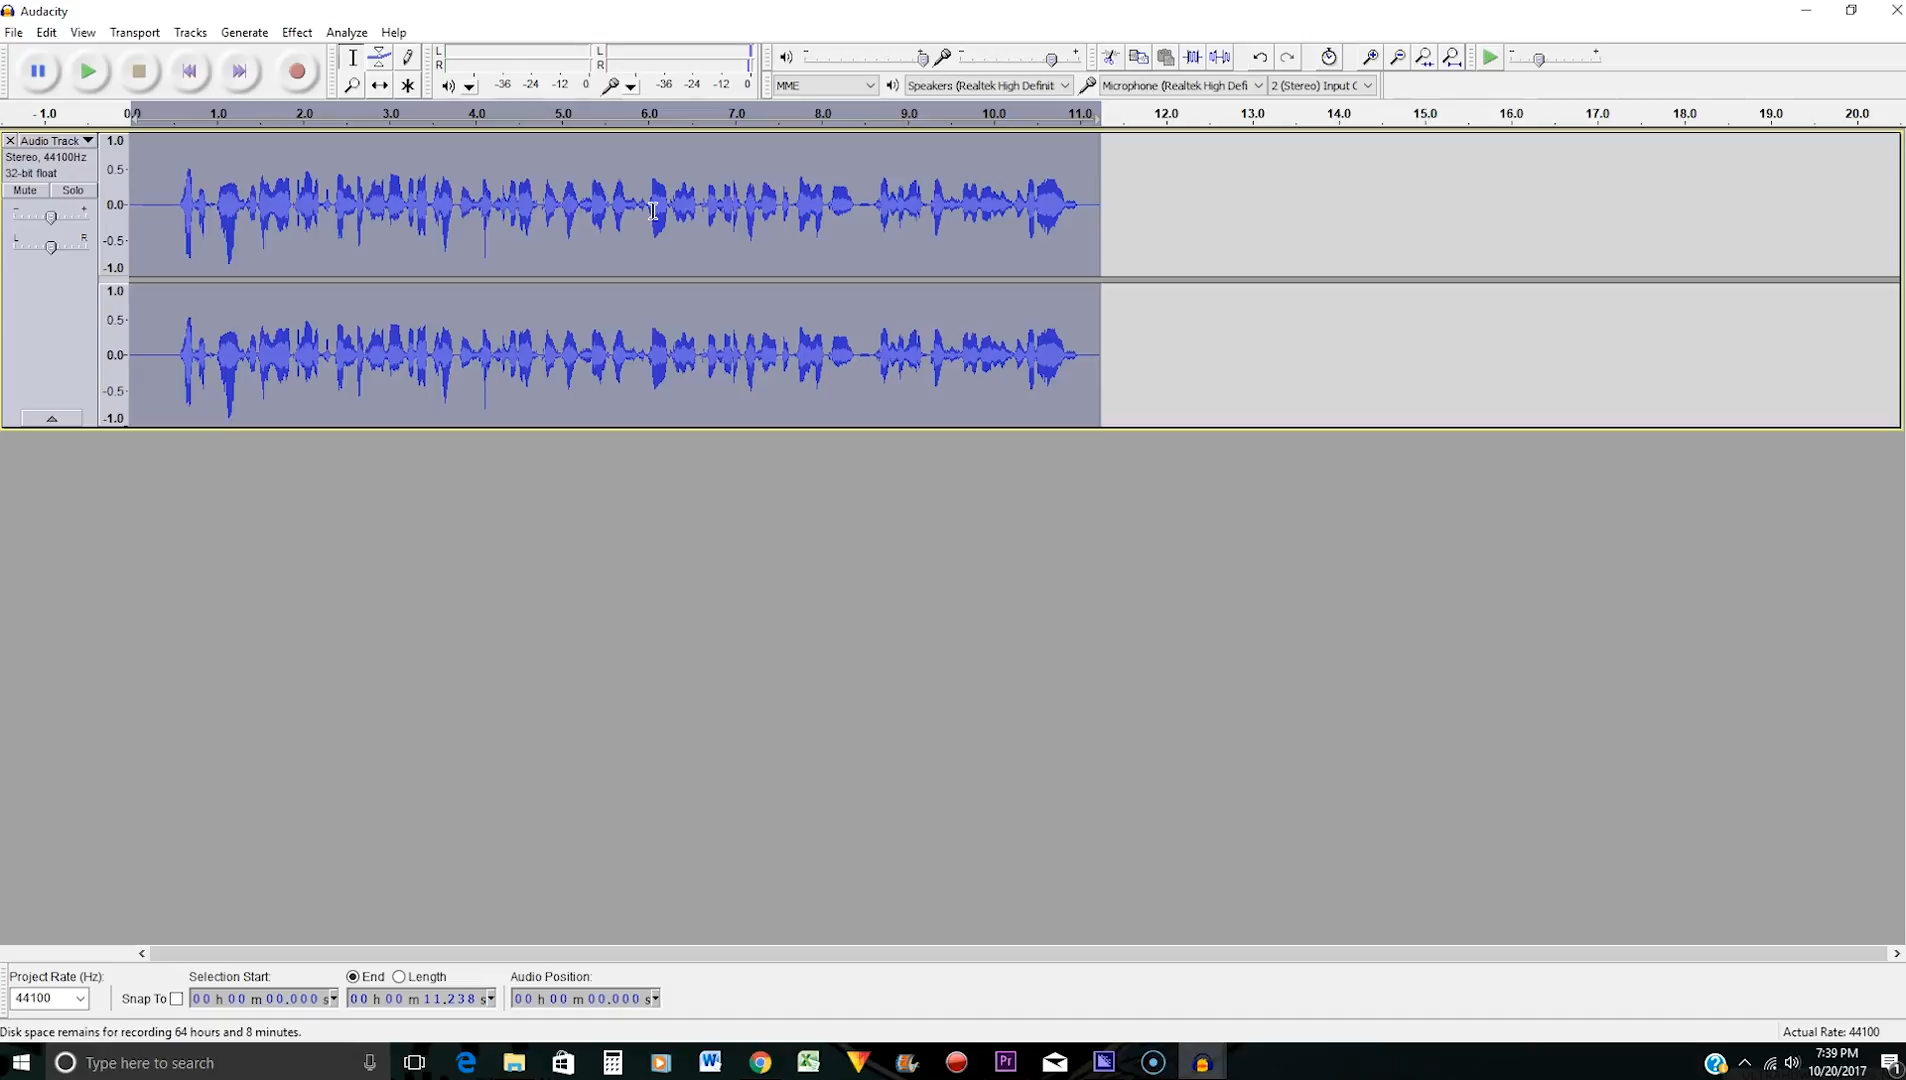 Audacity
File Edit View Transport Tracks Generate Effect Analyze Help
L L
R R
-36 -24 -12 0 -36 -24 -12 0
MME Speakers (Realtek High Definit Microphone (Realtek High Defi 2 (Stereo) Input C
- 1.0 0.0 1.0 2.0 3.0 4.0 5.0 6.0 7.0 8.0 9.0 10.0 11.0 12.0 13.0 14.0 15.0 16.0 17.0 18.0 19.0 20.0
Audio Track
Stereo, 44100Hz
32-bit float
Mute Solo
- +
L R
1.0
0.5
0.0
-0.5
-1.0
1.0
0.5
0.0
-0.5
-1.0
Project Rate (Hz): Selection Start: End Length Audio Position:
44100 Snap To 00 h 00 m 00.000 s 00 h 00 m 11.238 s 00 h 00 m 00.000 s
Disk space remains for recording 64 hours and 8 minutes. Actual Rate: 44100
Type here to search
7:39 PM
10/20/2017